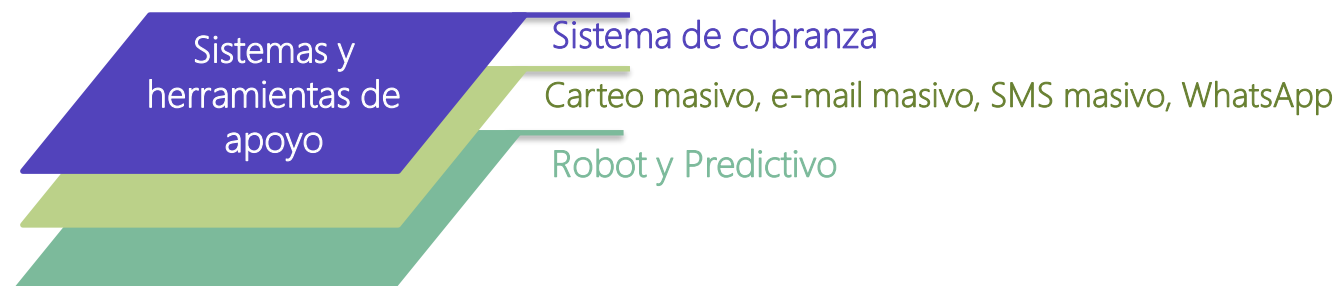 Sistemas y
herramientas de
apoyo
Sistema de cobranza
Carteo masivo, e-mail masivo, SMS masivo, WhatsApp
Robot y Predictivo